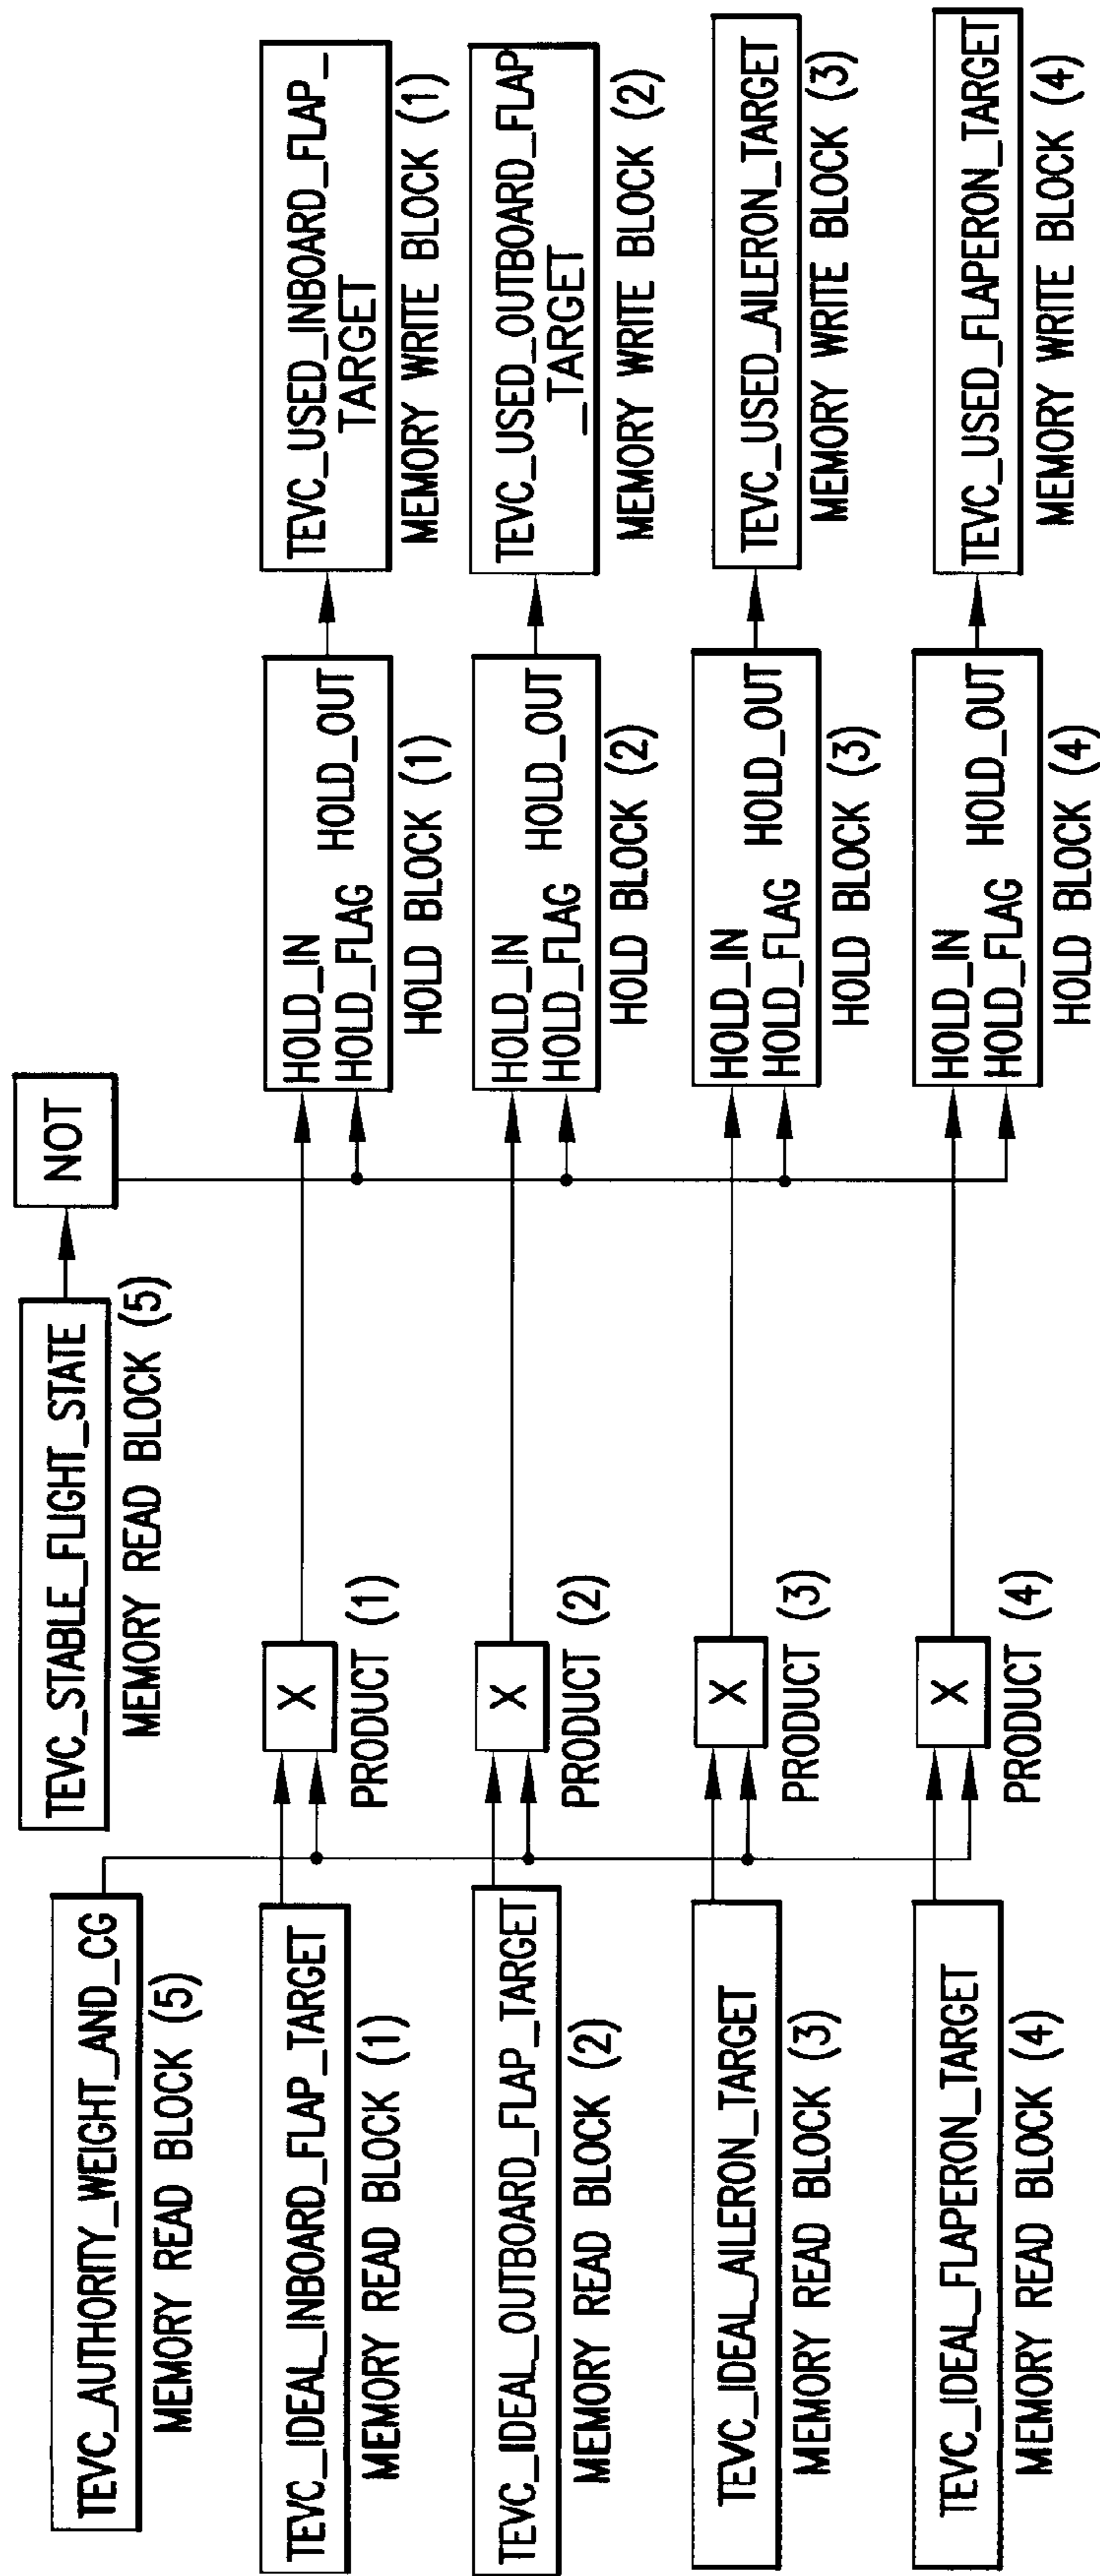 TEVC_AUTHORITY_WEIGHT_AND_CG
MEMORY READ BLOCK (5)
TEVC_STABLE_FLIGHT_STATE
MEMORY READ BLOCK (5)
NOT
TEVC_IDEAL_INBOARD_FLAP_TARGET
MEMORY READ BLOCK (1)
X
PRODUCT (1)
HOLD_IN
HOLD_FLAG
HOLD_OUT
HOLD BLOCK (1)
TEVC_USED_INBOARD_FLAP_
TARGET
MEMORY WRITE BLOCK (1)
TEVC_IDEAL_OUTBOARD_FLAP_TARGET
MEMORY READ BLOCK (2)
X
PRODUCT (2)
HOLD_IN
HOLD_FLAG
HOLD_OUT
HOLD BLOCK (2)
TEVC_USED_OUTBOARD_FLAP
_TARGET
MEMORY WRITE BLOCK (2)
TEVC_IDEAL_AILERON_TARGET
MEMORY READ BLOCK (3)
X
PRODUCT (3)
HOLD_IN
HOLD_FLAG
HOLD_OUT
HOLD BLOCK (3)
TEVC_USED_AILERON_TARGET
MEMORY WRITE BLOCK (3)
TEVC_IDEAL_FLAPERON_TARGET
MEMORY READ BLOCK (4)
X
PRODUCT (4)
HOLD_IN
HOLD_FLAG
HOLD_OUT
HOLD BLOCK (4)
TEVC_USED_FLAPERON_TARGET
MEMORY WRITE BLOCK (4)